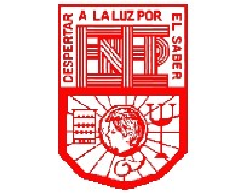 DESPERTAR
A LA LUZ POR
EL SABER
ENP